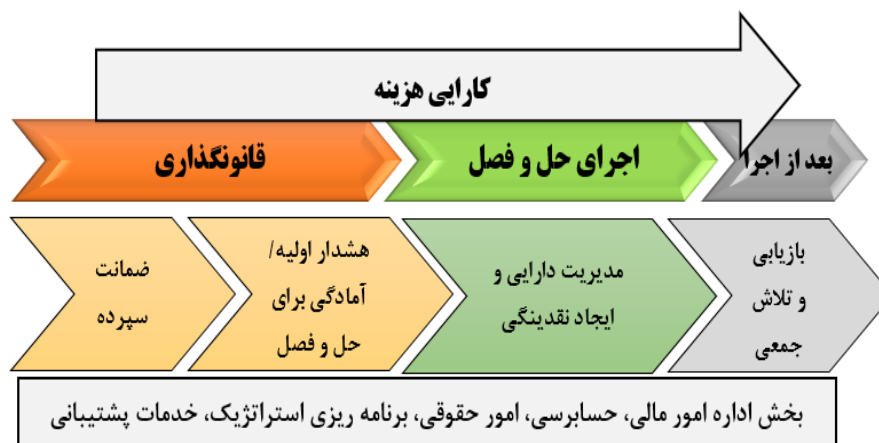 کارایی هزینه
قانونگذاری
اجرای حل و فصل
بعد از اجرا
ضمانت
سپرده
هشدار اولیه/
آمادگی برای
حل و فصل
مدیریت دارایی و
ایجاد نقدینگی
بازیابی
و تلاش
جمعی
بخش اداره امور مالی، حسابرسی، امور حقوقی، برنامه ریزی استراتژیک، خدمات پشتیبانی